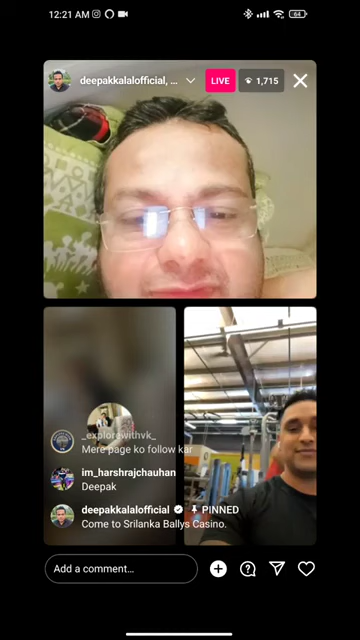 12:21 AM
64
deepakkalalofficial, ...
LIVE
1,715
_explorewithvk_
Mere page ko follow kar
im_harshrajchauhan
Deepak
deepakkalalofficial PINNED
Come to Srilanka Ballys Casino.
Add a comment...